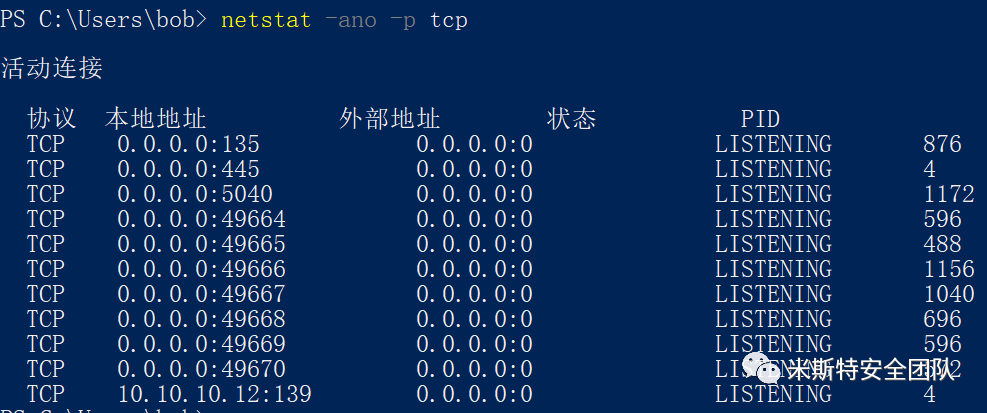 PS C:\Users\bob> netstat -ano -p tcp
活动连接
协议 本地地址 外部地址 状态 PID
TCP 0.0.0.0:135 0.0.0.0:0 LISTENING 876
TCP 0.0.0.0:445 0.0.0.0:0 LISTENING 4
TCP 0.0.0.0:5040 0.0.0.0:0 LISTENING 1172
TCP 0.0.0.0:49664 0.0.0.0:0 LISTENING 596
TCP 0.0.0.0:49665 0.0.0.0:0 LISTENING 488
TCP 0.0.0.0:49666 0.0.0.0:0 LISTENING 1156
TCP 0.0.0.0:49667 0.0.0.0:0 LISTENING 1040
TCP 0.0.0.0:49668 0.0.0.0:0 LISTENING 696
TCP 0.0.0.0:49669 0.0.0.0:0 LISTENING 596
TCP 0.0.0.0:49670 0.0.0.0:0 LISTENING
米斯特安全团队
TCP 10.10.10.12:139 0.0.0.0:0 LISTENING 4